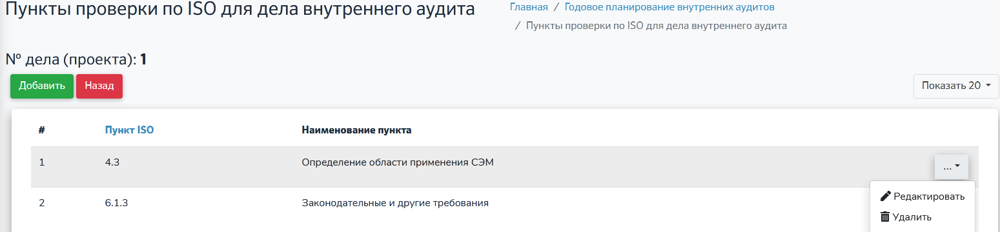 Пункты проверки по ISO для дела внутреннего аудита
Главная / Годовое планирование внутренних аудитов
/ Пункты проверки по ISO для дела внутреннего аудита
№ дела (проекта): 1
Добавить Назад Показать 20
# Пункт ISO Наименование пункта
1 4.3 Определение области применения СЭМ ...
2 6.1.3 Законодательные и другие требования
Редактировать
Удалить